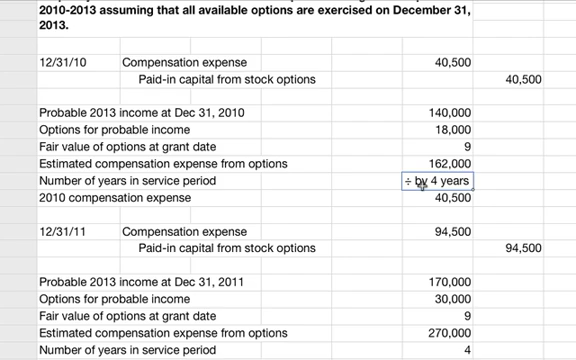 2010-2013 assuming that all available options are exercised on December 31,
2013.
12/31/10 Compensation expense 40,500
Paid-in capital from stock options 40,500
Probable 2013 income at Dec 31, 2010 140,000
Options for probable income 18,000
Fair value of options at grant date 9
Estimated compensation expense from options 162,000
Number of years in service period ÷ by 4 years
2010 compensation expense 40,500
12/31/11 Compensation expense 94,500
Paid-in capital from stock options 94,500
Probable 2013 income at Dec 31, 2011 170,000
Options for probable income 30,000
Fair value of options at grant date 9
Estimated compensation expense from options 270,000
Number of years in service period 4